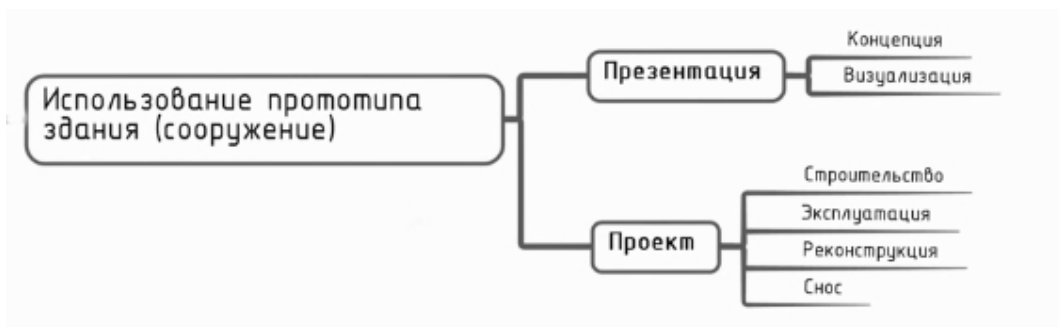 Использование прототипа
здания (сооружение)
Презентация
Концепция
Визуализация
Проект
Строительство
Эксплуатация
Реконструкция
Снос